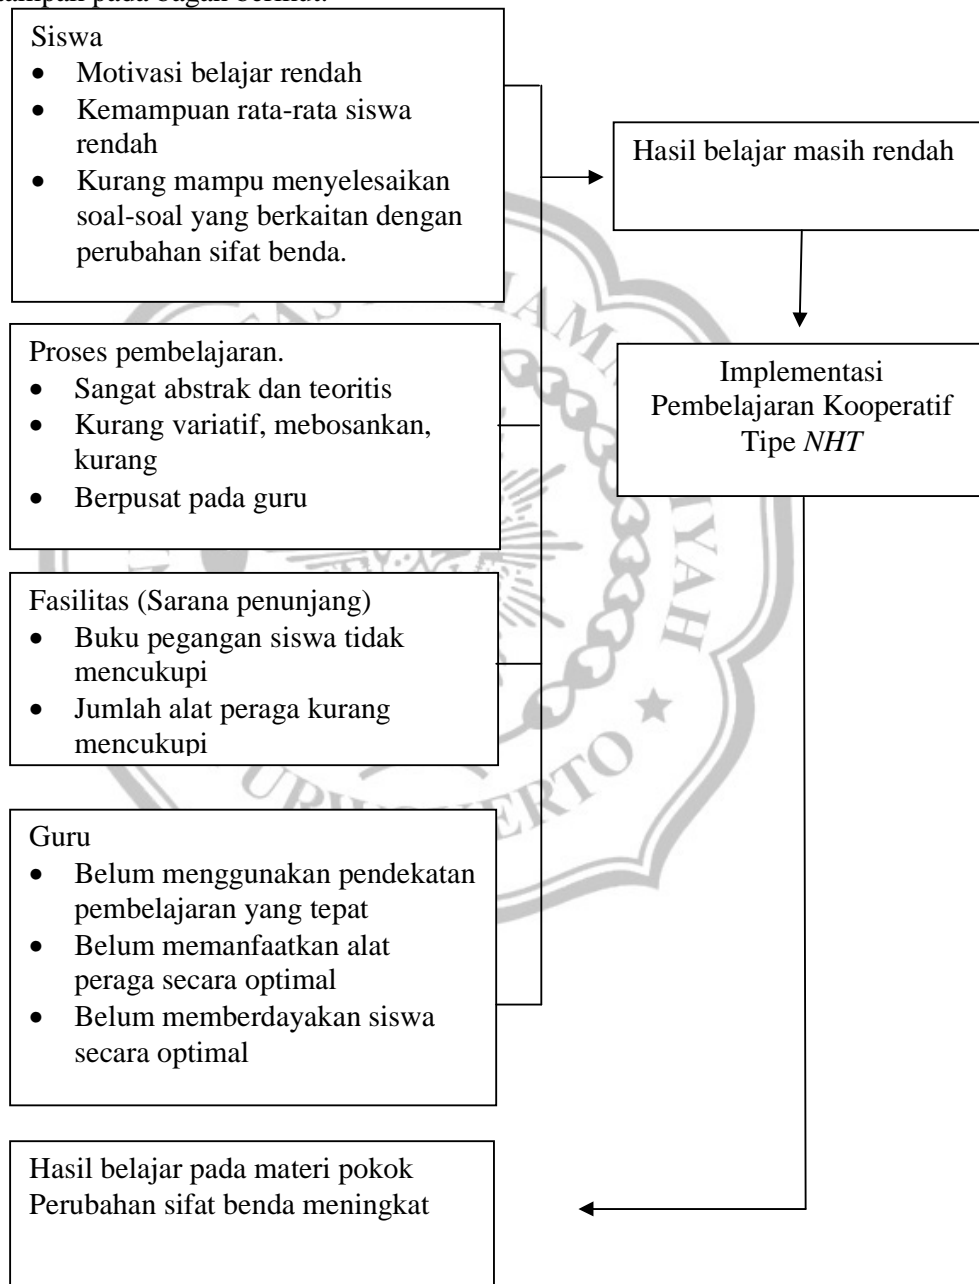 tampak pada bagan berikut.
Siswa
• Motivasi belajar rendah
• Kemampuan rata-rata siswa
rendah
• Kurang mampu menyelesaikan
soal-soal yang berkaitan dengan
perubahan sifat benda.
Hasil belajar masih rendah
Proses pembelajaran.
• Sangat abstrak dan teoritis
• Kurang variatif, mebosankan,
kurang
• Berpusat pada guru
Implementasi
Pembelajaran Kooperatif
Tipe NHT
Fasilitas (Sarana penunjang)
• Buku pegangan siswa tidak
mencukupi
• Jumlah alat peraga kurang
mencukupi
Guru
• Belum menggunakan pendekatan
pembelajaran yang tepat
• Belum memanfaatkan alat
peraga secara optimal
• Belum memberdayakan siswa
secara optimal
Hasil belajar pada materi pokok
Perubahan sifat benda meningkat